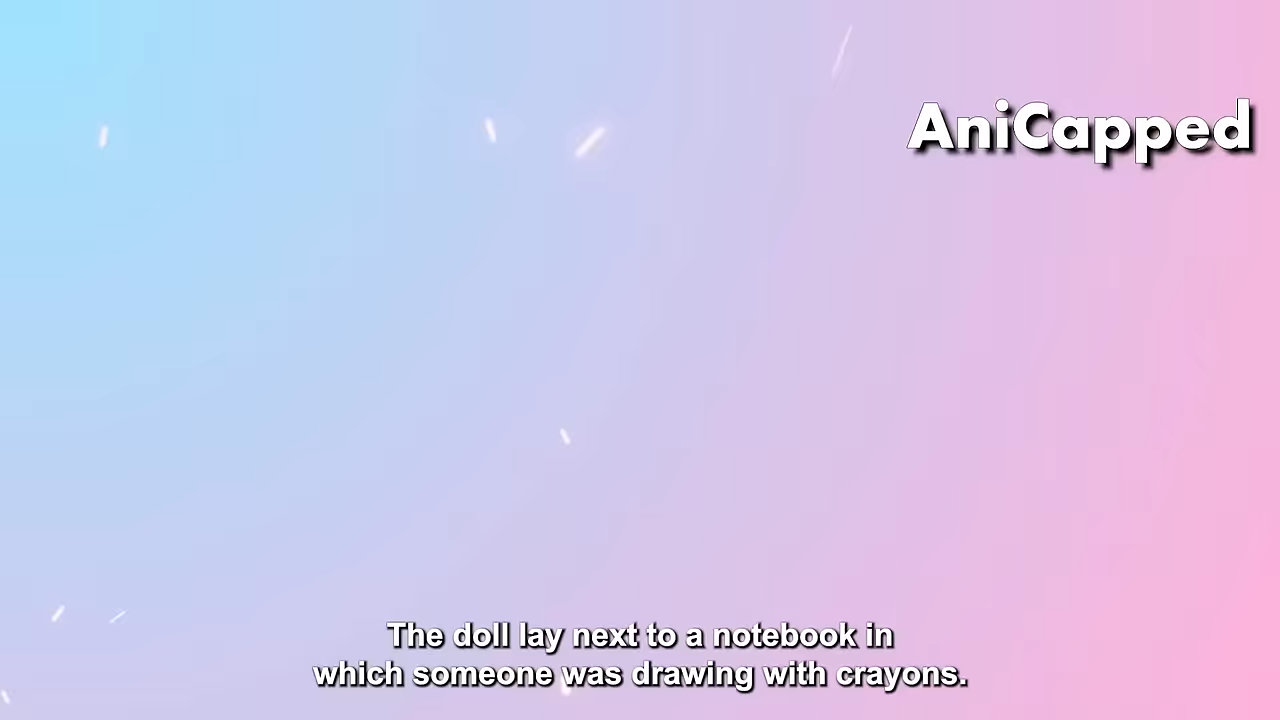 AniCapped
The doll lay next to a notebook in
which someone was drawing with crayons.